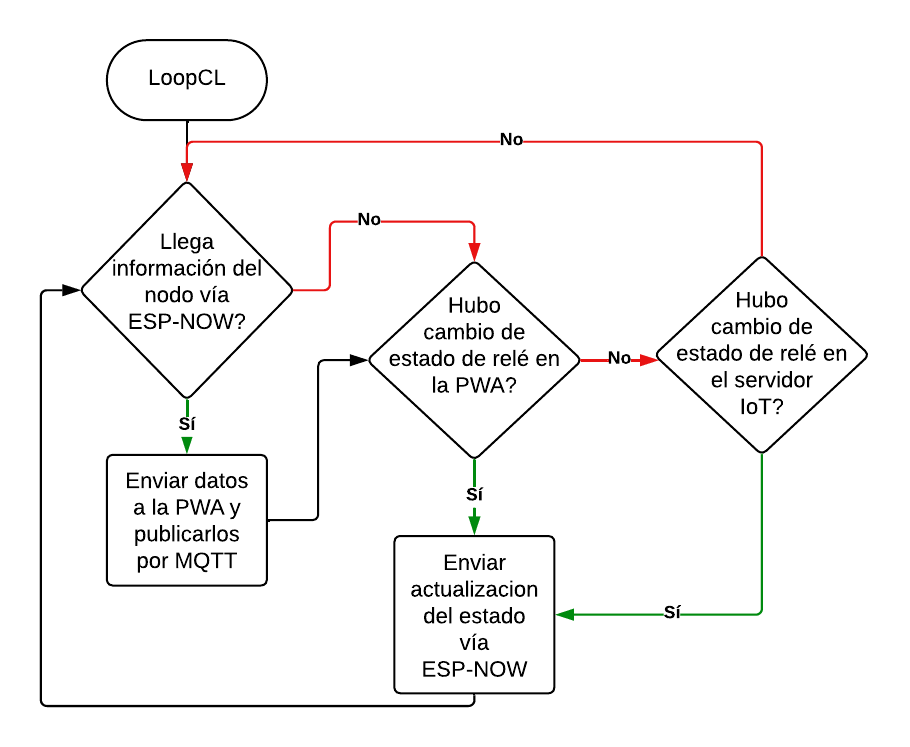 LoopCL
No
Llega
información del
nodo vía
ESP-NOW?
No
Hubo
cambio de
estado de relé en
la PWA?
No
Hubo
cambio de
estado de relé en
el servidor
IoT?
Sí
Enviar datos
a la PWA y
publicarlos
por MQTT
Sí
Enviar
actualizacion
del estado
vía
ESP-NOW
Sí